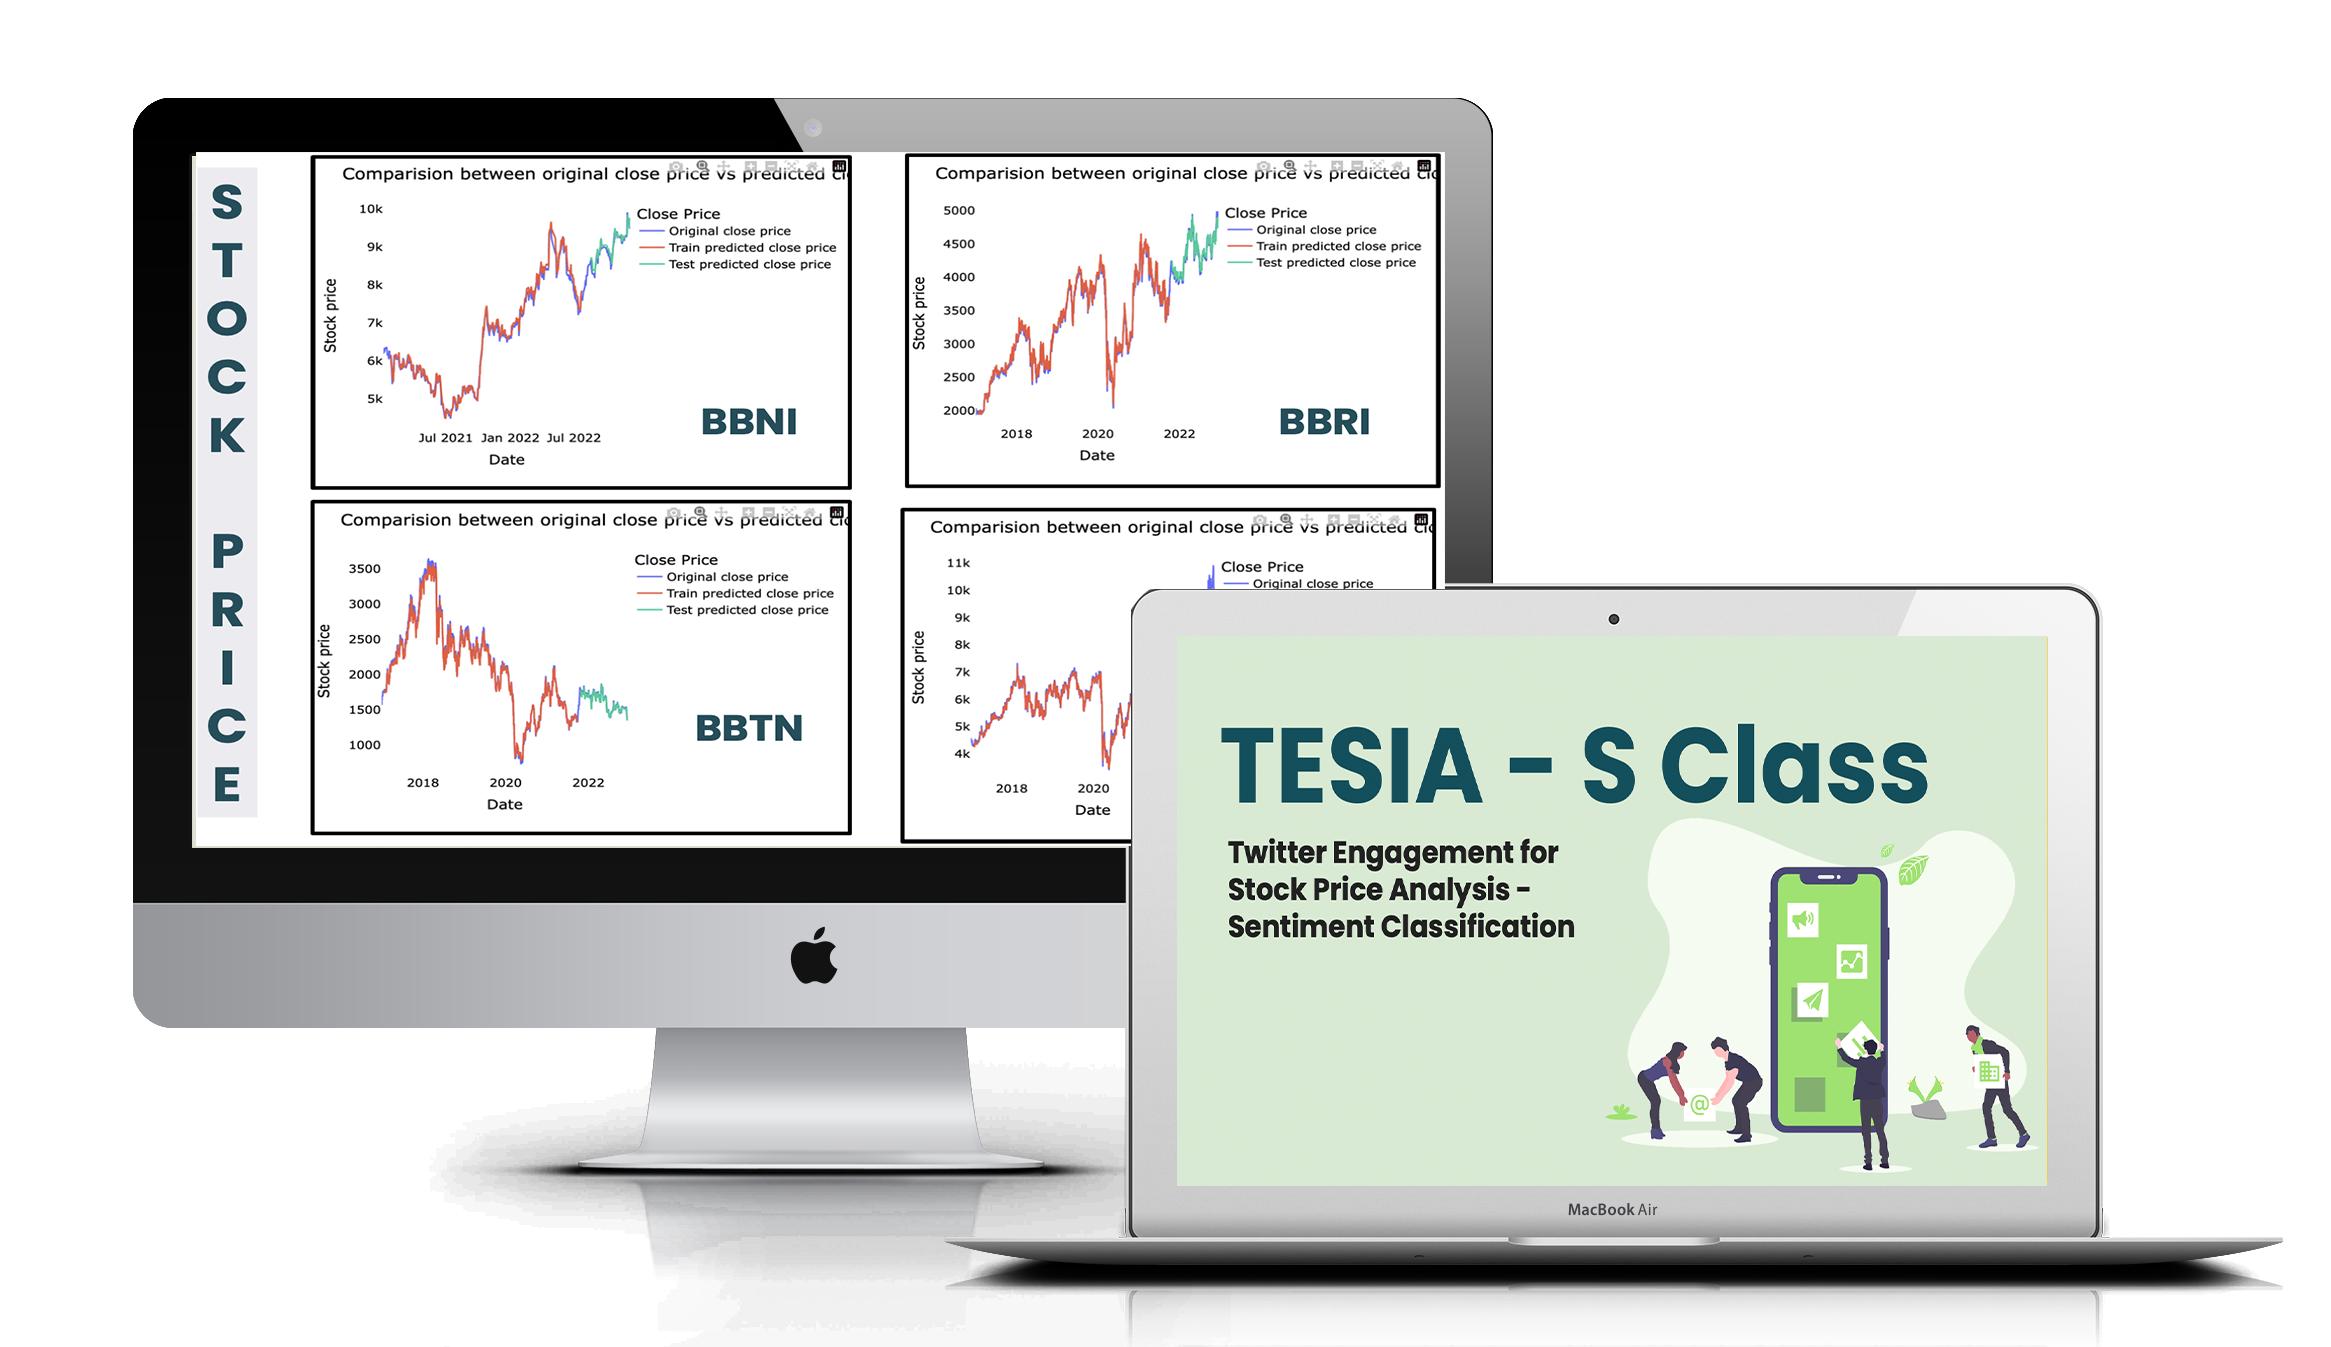 STOCK PRICE
Comparision between original close price vs predicted clo
10k
9k
8k
7k
6k
5k
Stock price
Jul 2021 Jan 2022 Jul 2022
Date
Close Price
Original close price
Train predicted close price
Test predicted close price
BBNI
Comparision between original close price vs predicted clo
5000
4500
4000
3500
3000
2500
2000
Stock price
2018 2020 2022
Date
Close Price
Original close price
Train predicted close price
Test predicted close price
BBRI
Comparision between original close price vs predicted clo
3500
3000
2500
2000
1500
1000
Stock price
2018 2020 2022
Date
Close Price
Original close price
Train predicted close price
Test predicted close price
BBTN
Comparision between original close price vs predicted clo
11k
10k
9k
8k
7k
6k
5k
4k
Stock price
2018 2020
Date
Close Price
Original close price
TESIA - S Class
Twitter Engagement for
Stock Price Analysis -
Sentiment Classification
@
MacBook Air